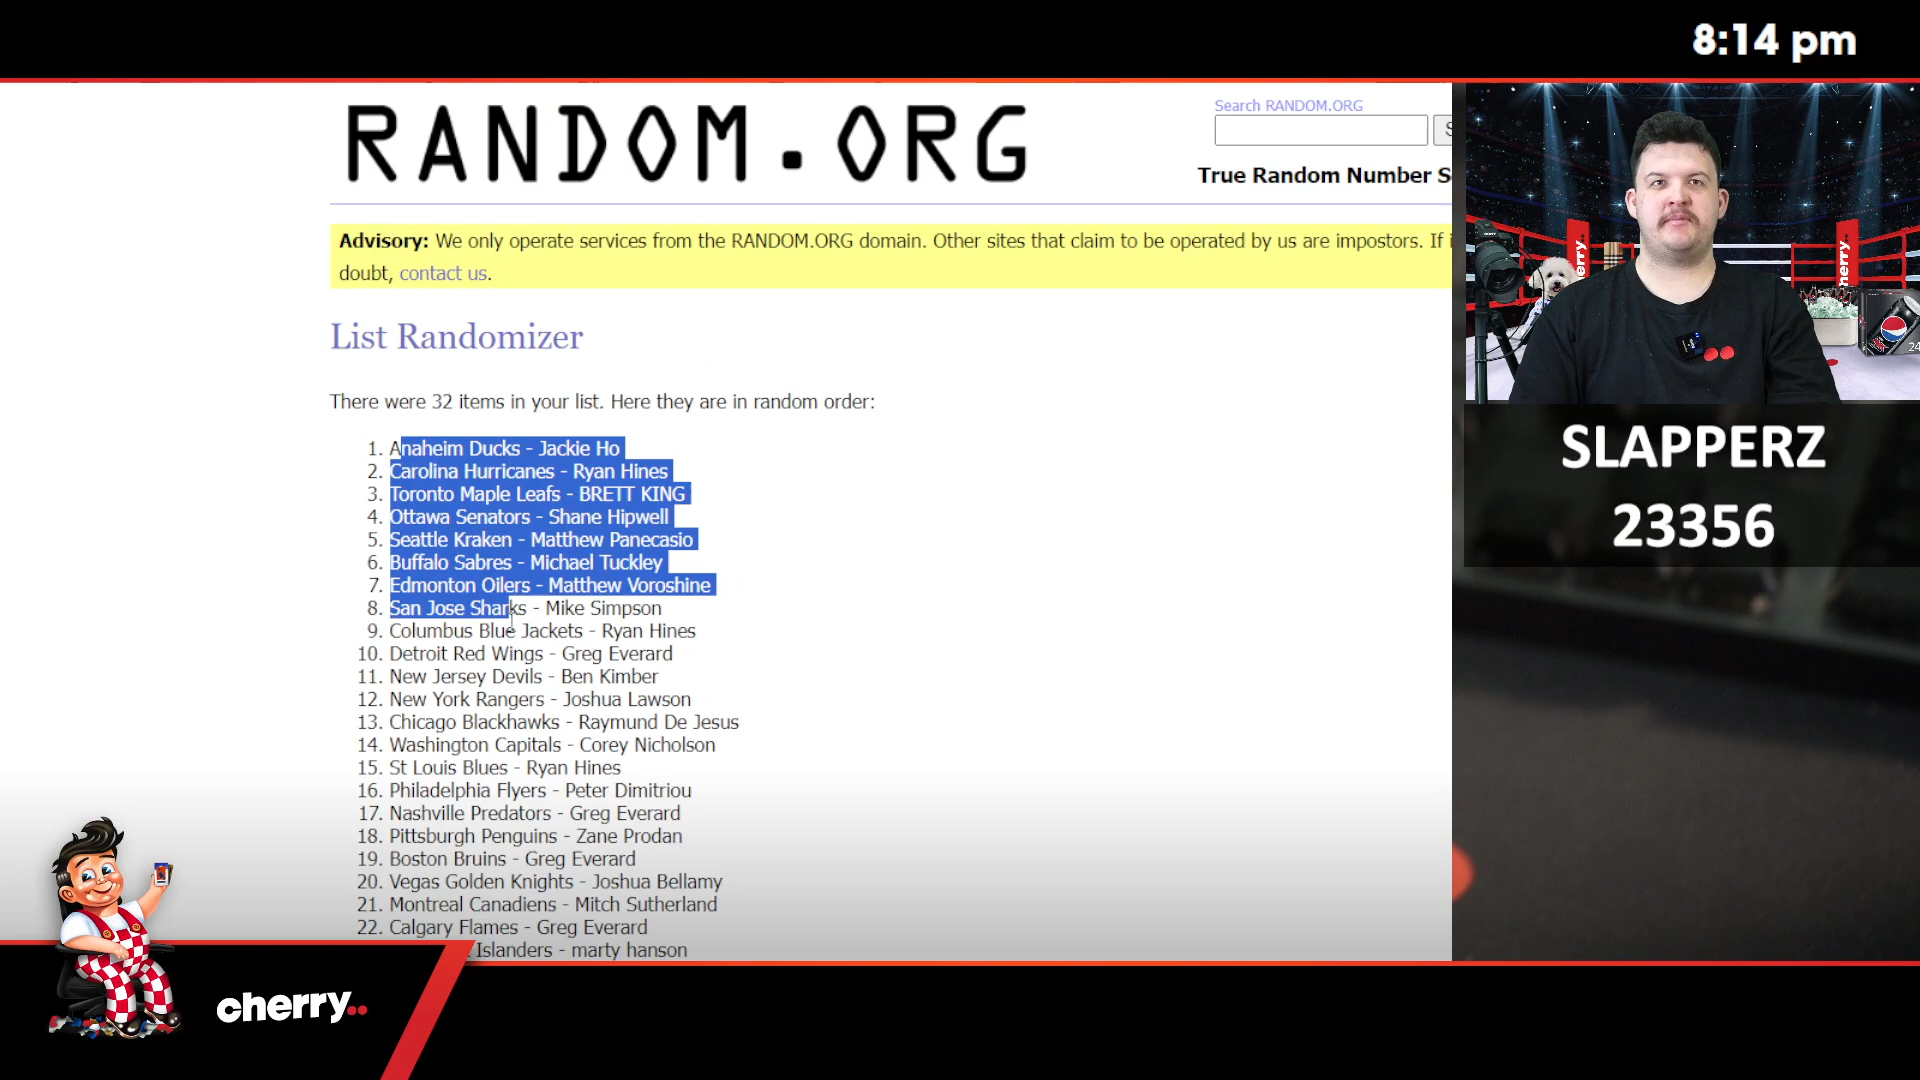 8:14 pm
RANDOM.ORG
Search RANDOM.ORG
True Random Number S
Advisory: We only operate services from the RANDOM.ORG domain. Other sites that claim to be operated by us are impostors. If
doubt, contact us.
List Randomizer
There were 32 items in your list. Here they are in random order:
1. Anaheim Ducks - Jackie Ho
2. Carolina Hurricanes - Ryan Hines
3. Toronto Maple Leafs - BRETT KING
4. Ottawa Senators - Shane Hipwell
5. Seattle Kraken - Matthew Panecasio
6. Buffalo Sabres - Michael Tuckley
7. Edmonton Oilers - Matthew Voroshine
8. San Jose Sharks - Mike Simpson
9. Columbus Blue Jackets - Ryan Hines
10. Detroit Red Wings - Greg Everard
11. New Jersey Devils - Ben Kimber
12. New York Rangers - Joshua Lawson
13. Chicago Blackhawks - Raymund De Jesus
14. Washington Capitals - Corey Nicholson
15. St Louis Blues - Ryan Hines
16. Philadelphia Flyers - Peter Dimitriou
17. Nashville Predators - Greg Everard
18. Pittsburgh Penguins - Zane Prodan
19. Boston Bruins - Greg Everard
20. Vegas Golden Knights - Joshua Bellamy
21. Montreal Canadiens - Mitch Sutherland
22. Calgary Flames - Greg Everard
Islanders - marty hanson
cherry..
SLAPPERZ
23356